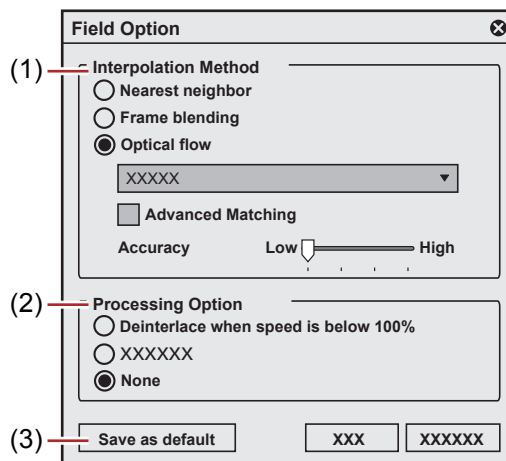 Field Option
(1)
Interpolation Method
Nearest neighbor
Frame blending
Optical flow
XXXXX
Advanced Matching
Accuracy Low High
(2)
Processing Option
Deinterlace when speed is below 100%
XXXXXX
None
(3)
Save as default XXX XXXXXX